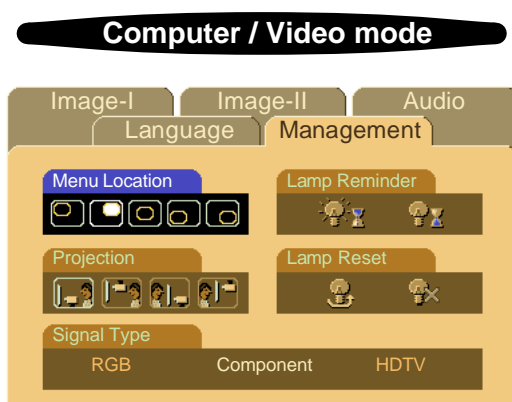 Computer / Video mode
Image-I Image-II Audio
Language Management
Menu Location Lamp Reminder
Projection Lamp Reset
Signal Type
RGB Component HDTV